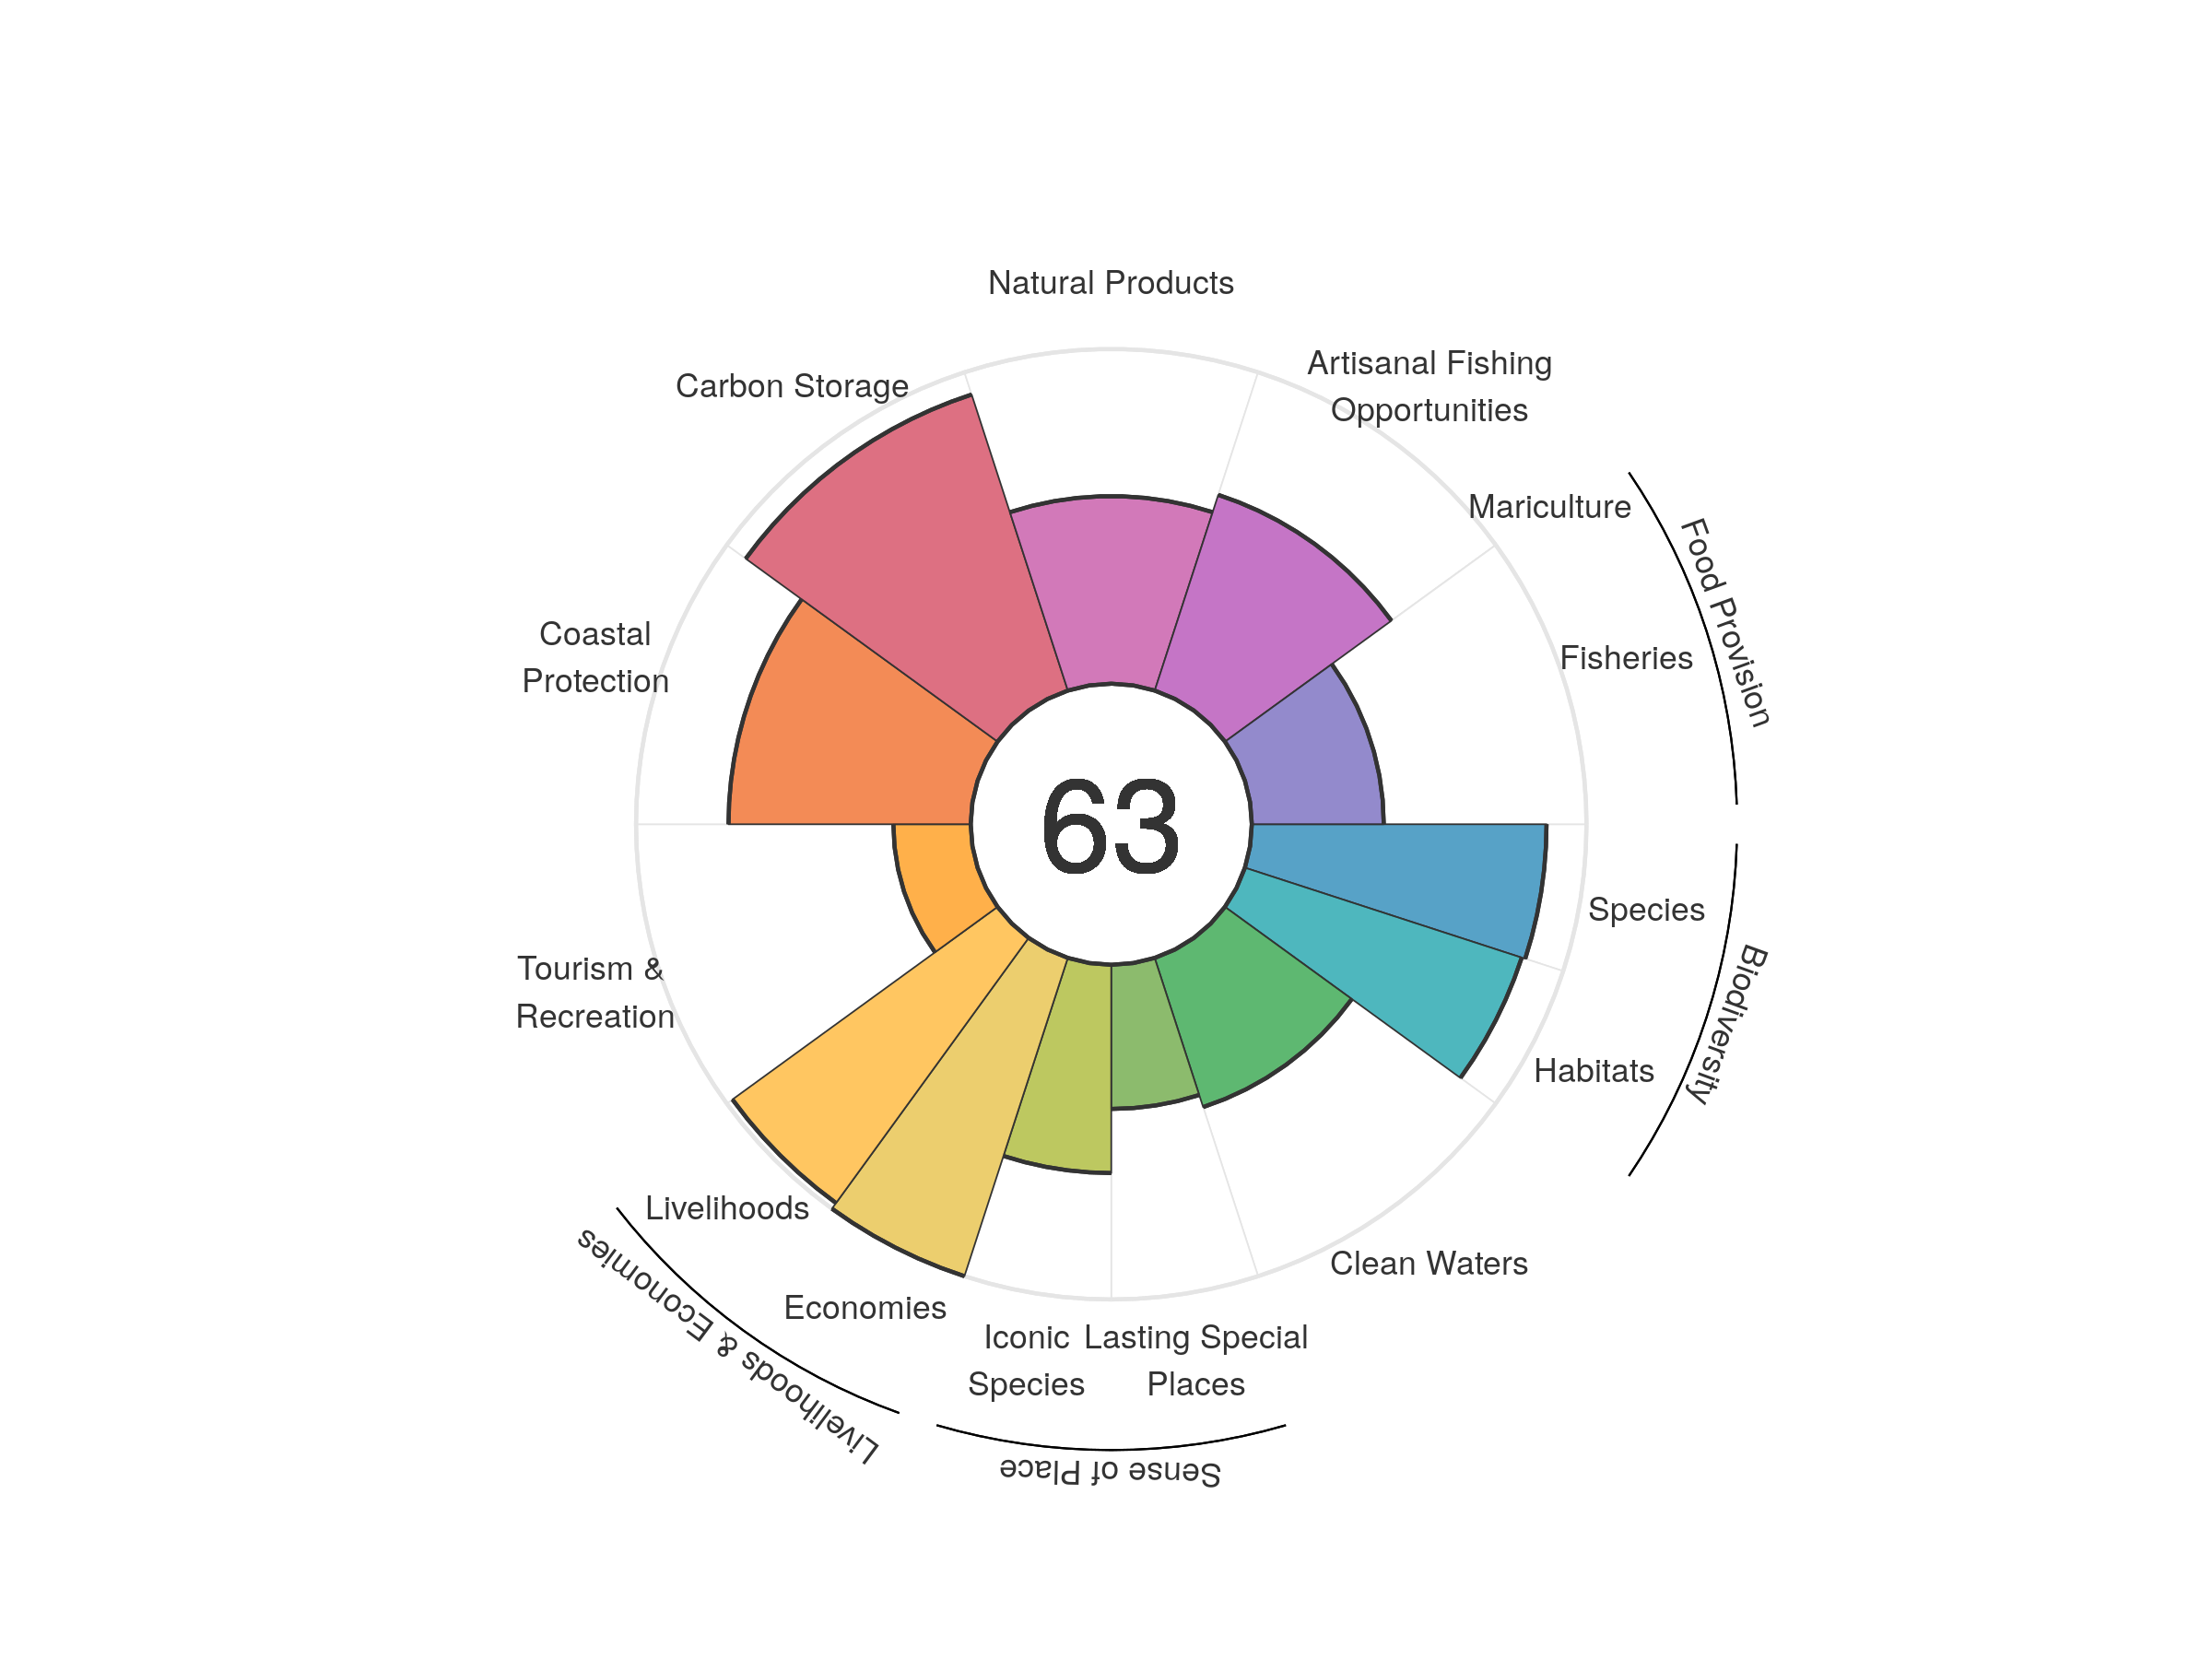 Natural Products
Carbon Storage
Artisanal Fishing
Opportunities
Mariculture
Food Provision
Fisheries
Coastal
Protection
63
Species
Biodiversity
Tourism &
Recreation
Habitats
Livelihoods
Clean Waters
Livelihoods & Economies
Economies
Iconic
Species
Lasting Special
Places
Sense of Place